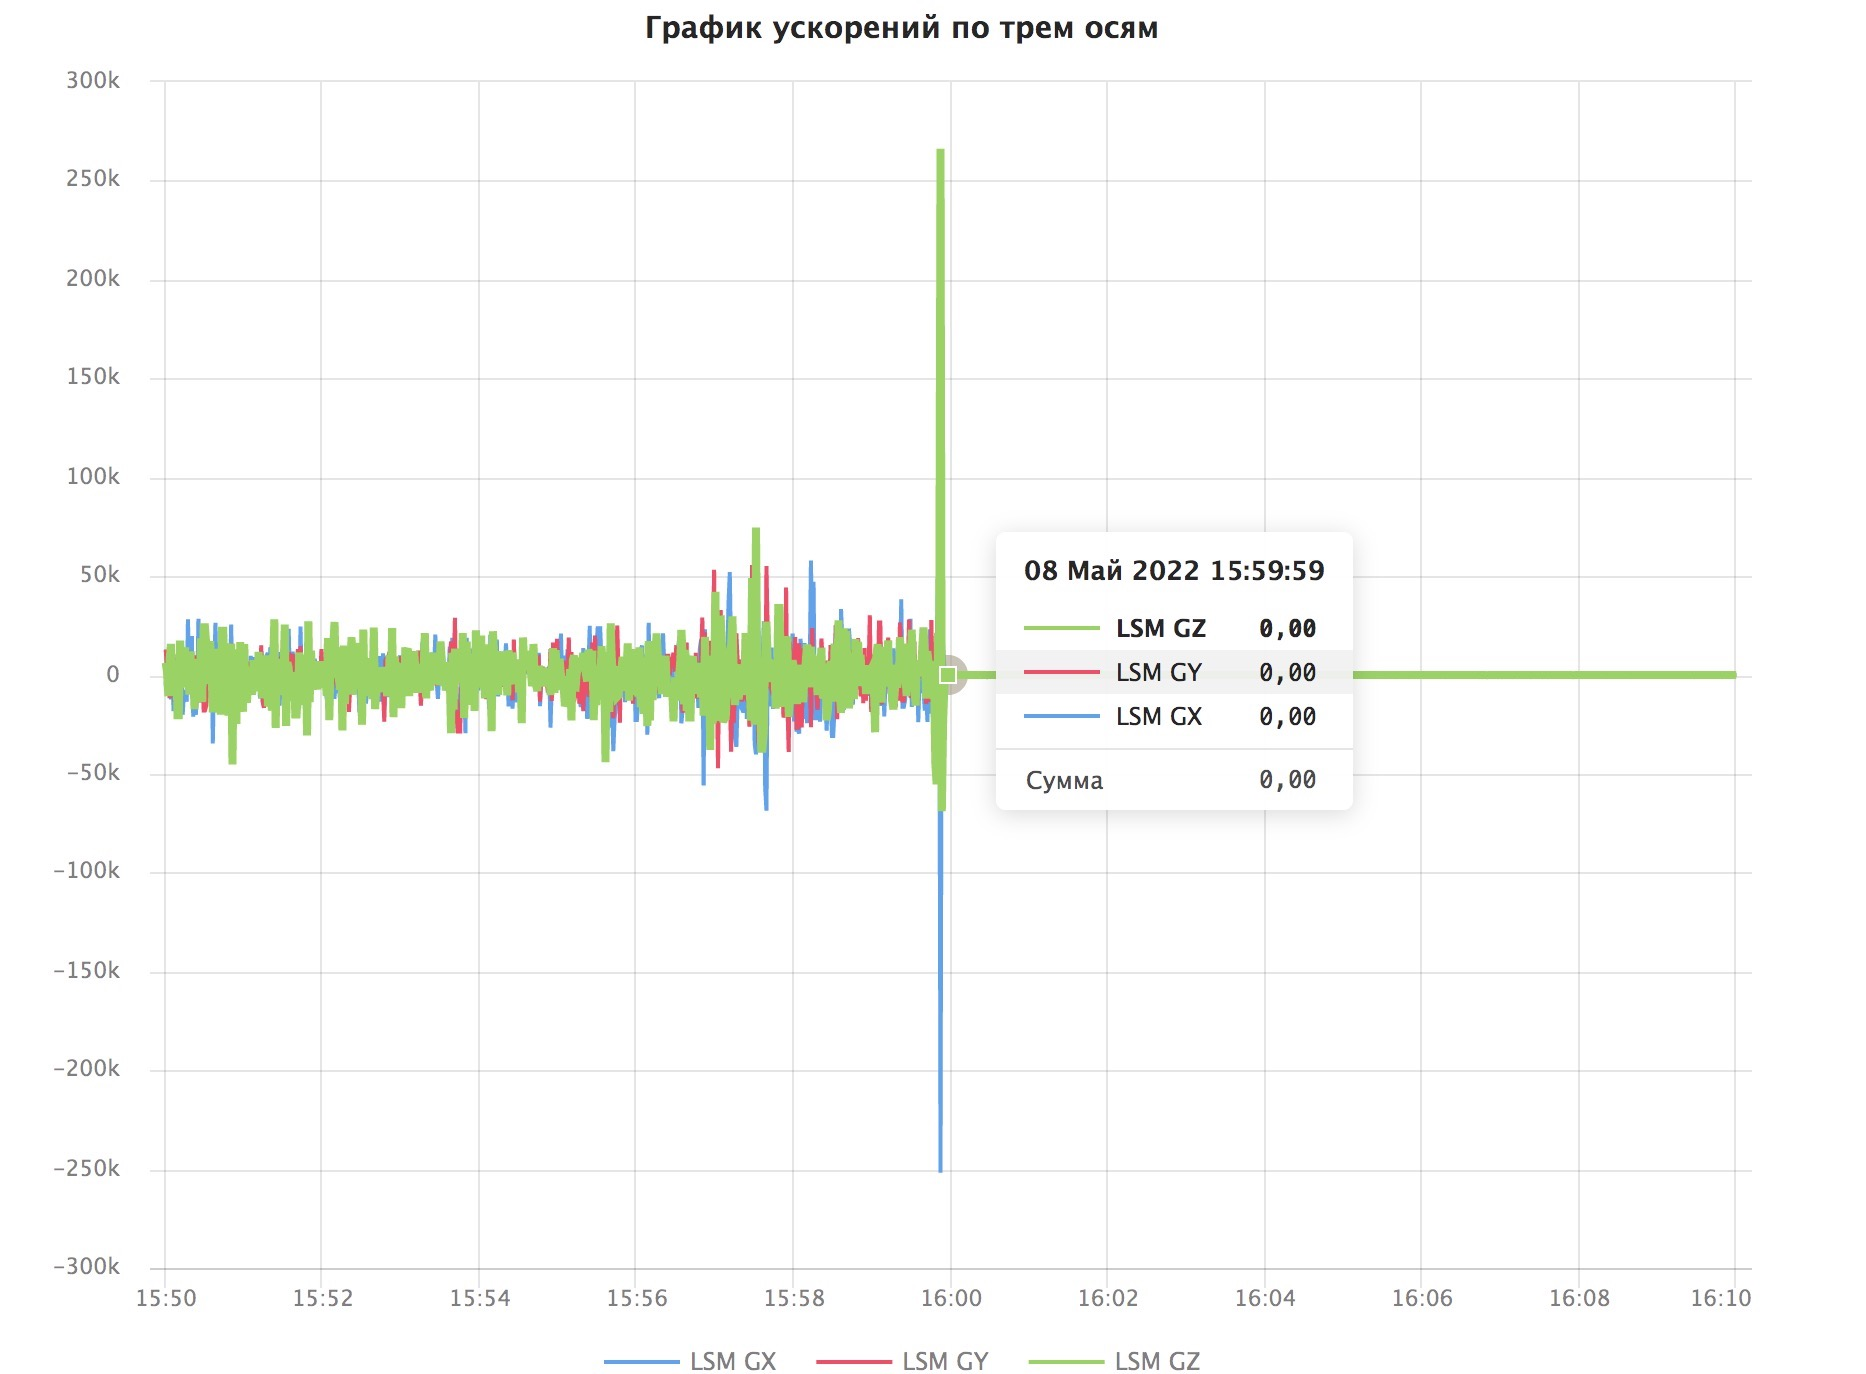 График ускорений по трем осям
300k
250k
200k
150k
100k
50k
0
−50k
−100k
−150k
−200k
−250k
−300k
08 Май 2022 15:59:59
LSM GZ 0,00
LSM GY 0,00
LSM GX 0,00
Сумма 0,00
15:50 15:52 15:54 15:56 15:58 16:00 16:02 16:04 16:06 16:08 16:10
LSM GX LSM GY LSM GZ